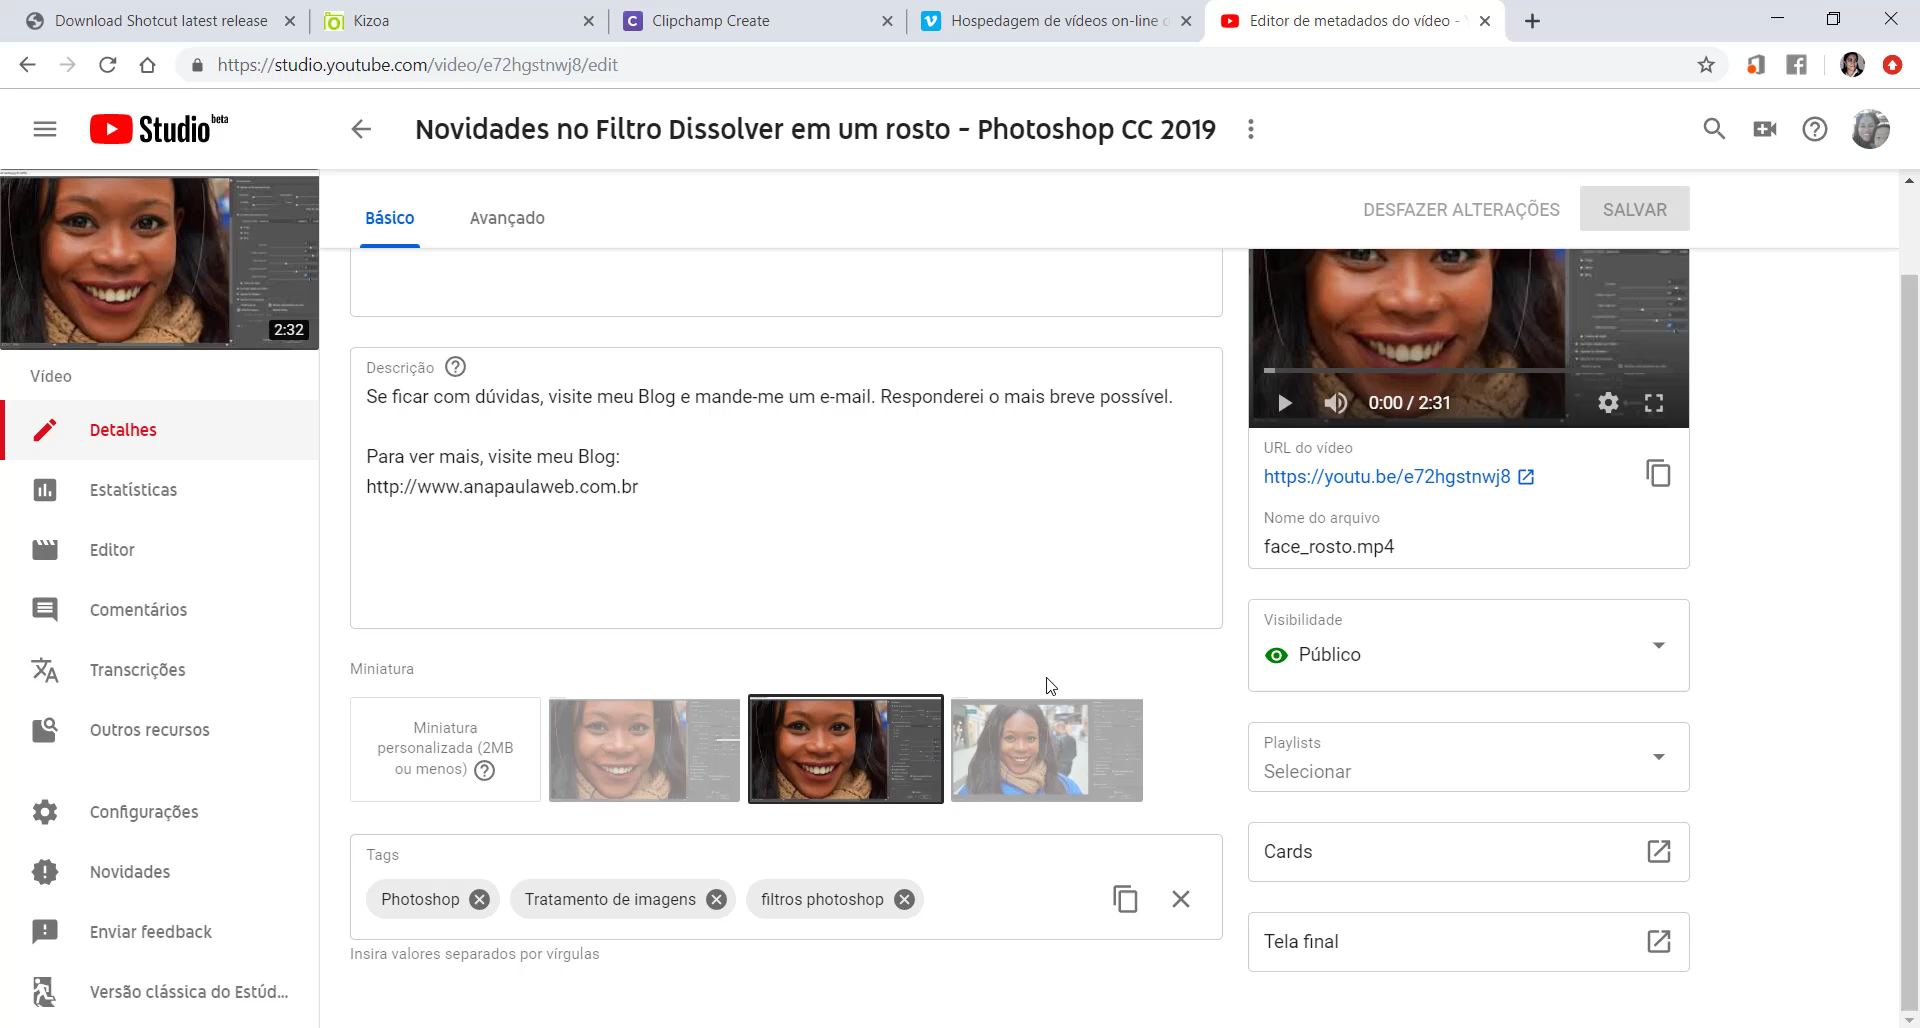 Download Shotcut latest release
Kizoa
Clipchamp Create
Hospedagem de vídeos on-line
Editor de metadados do vídeo -
https://studio.youtube.com/video/e72hgstnwj8/edit
Studio beta
Novidades no Filtro Dissolver em um rosto - Photoshop CC 2019
Básico
Avançado
DESFAZER ALTERAÇÕES
SALVAR
2:32
Vídeo
Detalhes
Estatísticas
Editor
Comentários
Transcrições
Outros recursos
Configurações
Novidades
Enviar feedback
Versão clássica do Estúd...
Descrição
Se ficar com dúvidas, visite meu Blog e mande-me um e-mail. Responderei o mais breve possível.
Para ver mais, visite meu Blog:
http://www.anapaulaweb.com.br
Miniatura
Miniatura
personalizada (2MB
ou menos)
Tags
Photoshop
Tratamento de imagens
filtros photoshop
Insira valores separados por vírgulas
0:00 / 2:31
URL do vídeo
https://youtu.be/e72hgstnwj8
Nome do arquivo
face_rosto.mp4
Visibilidade
Público
Playlists
Selecionar
Cards
Tela final